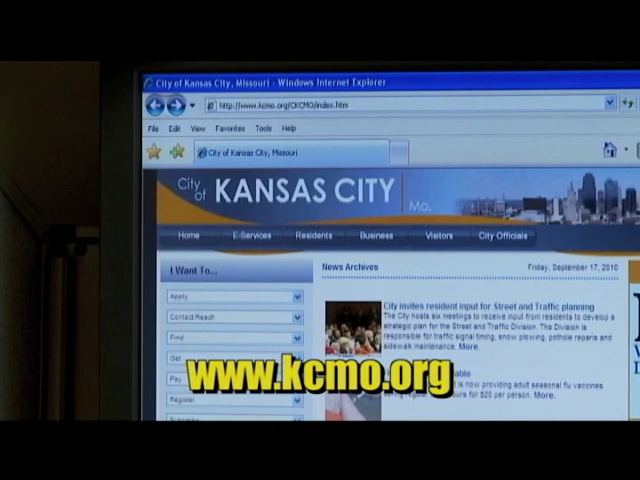 City of Kansas City, Missouri - Windows Internet Explorer
http://www.kcmo.org/CKCMO/index.htm
File Edit View Favorites Tools Help
City of Kansas City, Missouri
City of KANSAS CITY Mo.
Home E-Services Residents Business Visitors City Officials
I Want To...
News Archives Friday, September 17, 2010
Apply
Contact/Reach
Find
Get
Pay
Register
City invites resident input for Street and Traffic planning
The City hosts six meetings to receive input from residents to develop a
strategic plan for the Street and Traffic Division. The Division is
responsible for traffic signal timing, snow plowing, pothole repairs and
sidewalk maintenance. More.
is now providing adult seasonal flu vaccines
for $20 per person. More.
www.kcmo.org